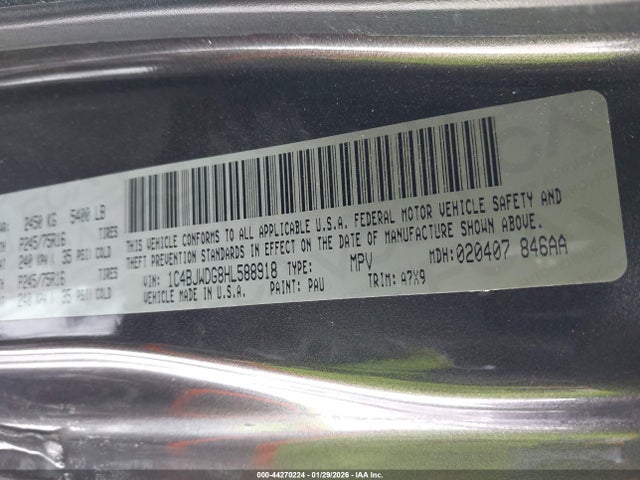 2450 KG 5400 LB
P245/75R16 TIRES
240 KPA ( 35 PSI) COLD
P245/75R16 TIRES
240 KPA ( 35 PSI) COLD
THIS VEHICLE CONFORMS TO ALL APPLICABLE U.S.A. FEDERAL MOTOR VEHICLE SAFETY AND
THEFT PREVENTION STANDARDS IN EFFECT ON THE DATE OF MANUFACTURE SHOWN ABOVE.
VIN: 1C4BJWDG8HL588918 TYPE: MPV MDH: 020407 846AA
VEHICLE MADE IN U.S.A. PAINT: PAU TRIM: A7X9
000-44270224 | 01/29/2026 - IAA Inc.